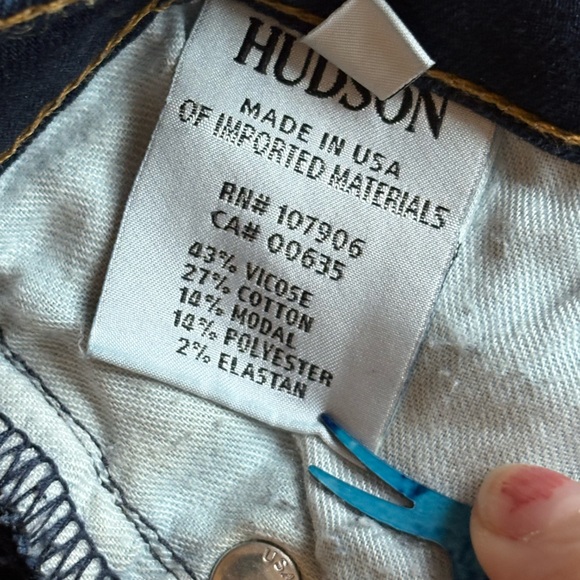 HUDSON
MADE IN USA
OF IMPORTED MATERIALS
RN# 107906
CA# 00635
43% VICOSE
27% COTTON
14% MODAL
14% POLYESTER
2% ELASTAN
USA